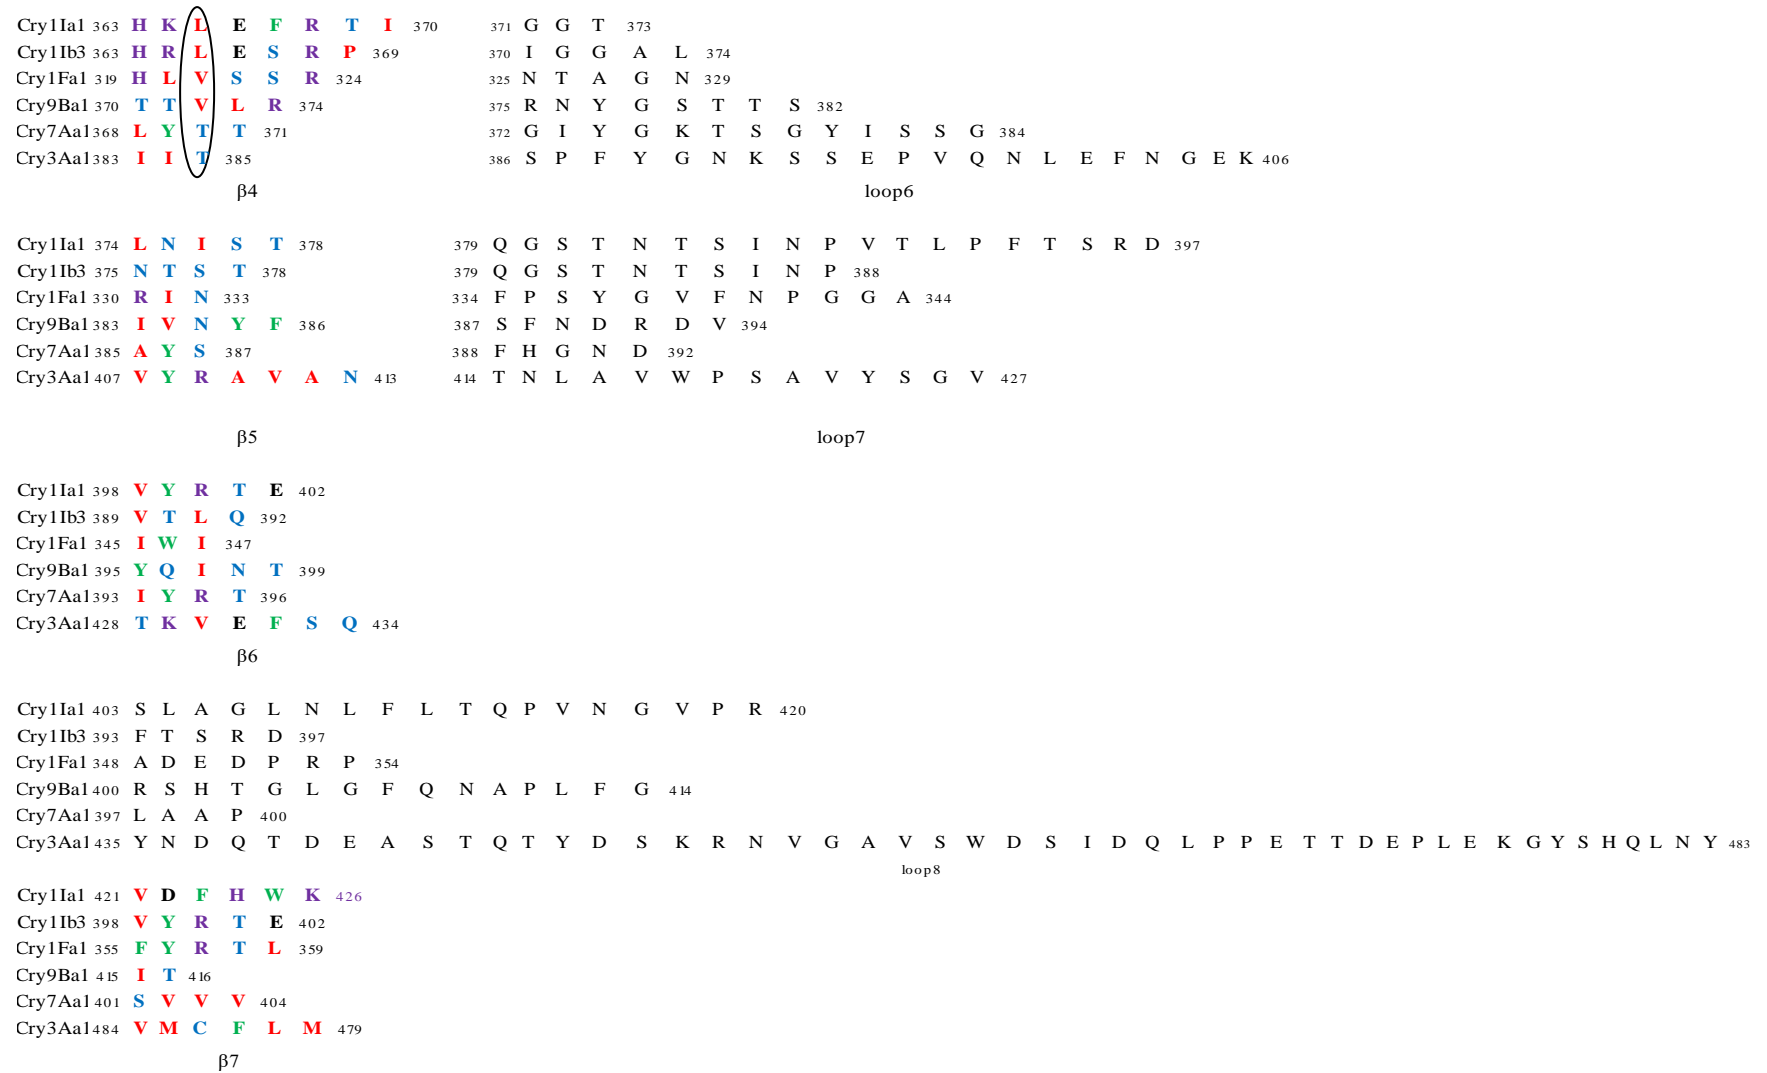 Cry1Ia1 363 H K L E F R T I 370 371 G G T 373
Cry1Ib3 363 H R L E S R P 369 370 I G G A L 374
Cry1Fa1 319 H L V S S R 324 325 N T A G N 329
Cry9Ba1 370 T T V L R 374 375 R N Y G S T T S 382
Cry7Aa1 368 L Y T T 371 372 G I Y G K T S G Y I S S G 384
Cry3Aa1 383 I I T 385 386 S P F Y G N K S S E P V Q N L E F N G E K 406
β4 loop6
Cry1Ia1 374 L N I S T 378 379 Q G S T N T S I N P V T L P F T S R D 397
Cry1Ib3 375 N T S T 378 379 Q G S T N T S I N P 388
Cry1Fa1 330 R I N 333 334 F P S Y G V F N P G G A 344
Cry9Ba1 383 I V N Y F 386 387 S F N D R D V 394
Cry7Aa1 385 A Y S 387 388 F H G N D 392
Cry3Aa1 407 V Y R A V A N 413 414 T N L A V W P S A V Y S G V 427
β5 loop7
Cry1Ia1 398 V Y R T E 402
Cry1Ib3 389 V T L Q 392
Cry1Fa1 345 I W I 347
Cry9Ba1 395 Y Q I N T 399
Cry7Aa1 393 I Y R T 396
Cry3Aa1 428 T K V E F S Q 434
β6
Cry1Ia1 403 S L A G L N L F L T Q P V N G V P R 420
Cry1Ib3 393 F T S R D 397
Cry1Fa1 348 A D E D P R P 354
Cry9Ba1 400 R S H T G L G F Q N A P L F G 414
Cry7Aa1 397 L A A P 400
Cry3Aa1 435 Y N D Q T D E A S T Q T Y D S K R N V G A V S W D S I D Q L P P E T T D E P L E K G Y S H Q L N Y 483
loop8
Cry1Ia1 421 V D F H W K 426
Cry1Ib3 398 V Y R T E 402
Cry1Fa1 355 F Y R T L 359
Cry9Ba1 415 I T 416
Cry7Aa1 401 S V V V 404
Cry3Aa1 484 V M C F L M 479
β7